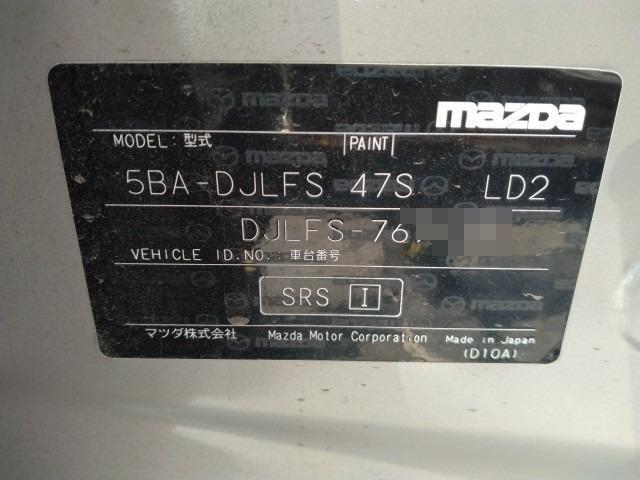 mazda
MODEL: 型式 PAINT
5BA-DJLFS 47S LD2
DJLFS-76
VEHICLE ID.NO. 車台番号
SRS I
マツダ株式会社 Mazda Motor Corporation Made in Japan
(D10A)